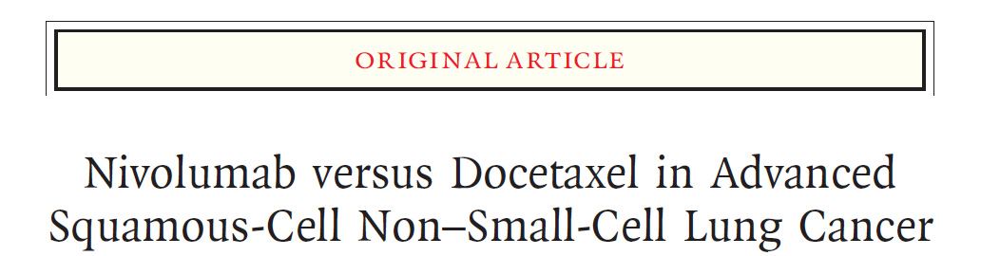 ORIGINAL ARTICLE
Nivolumab versus Docetaxel in Advanced
Squamous-Cell Non–Small-Cell Lung Cancer